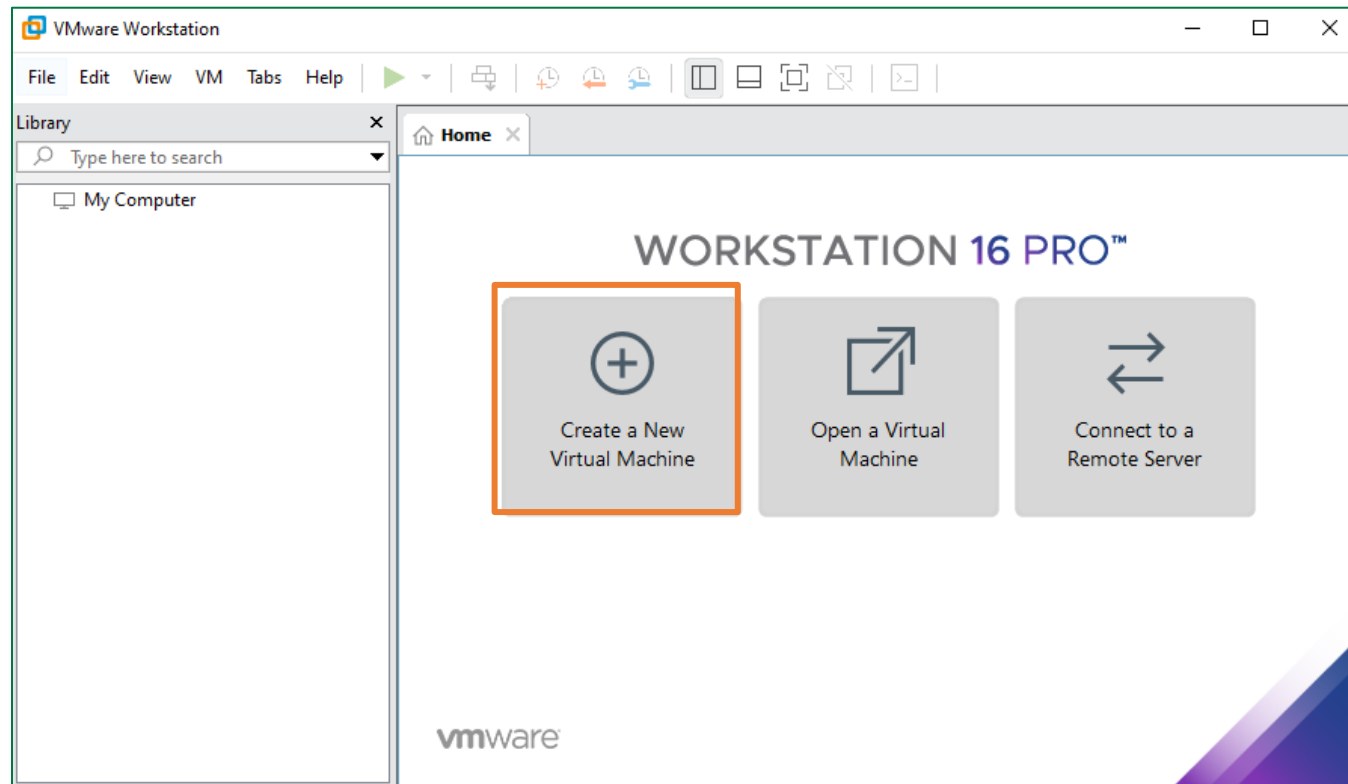 VMware Workstation
File Edit View VM Tabs Help
Library
Home
Type here to search
My Computer
WORKSTATION 16 PRO™
Create a New
Virtual Machine
Open a Virtual
Machine
Connect to a
Remote Server
vmware